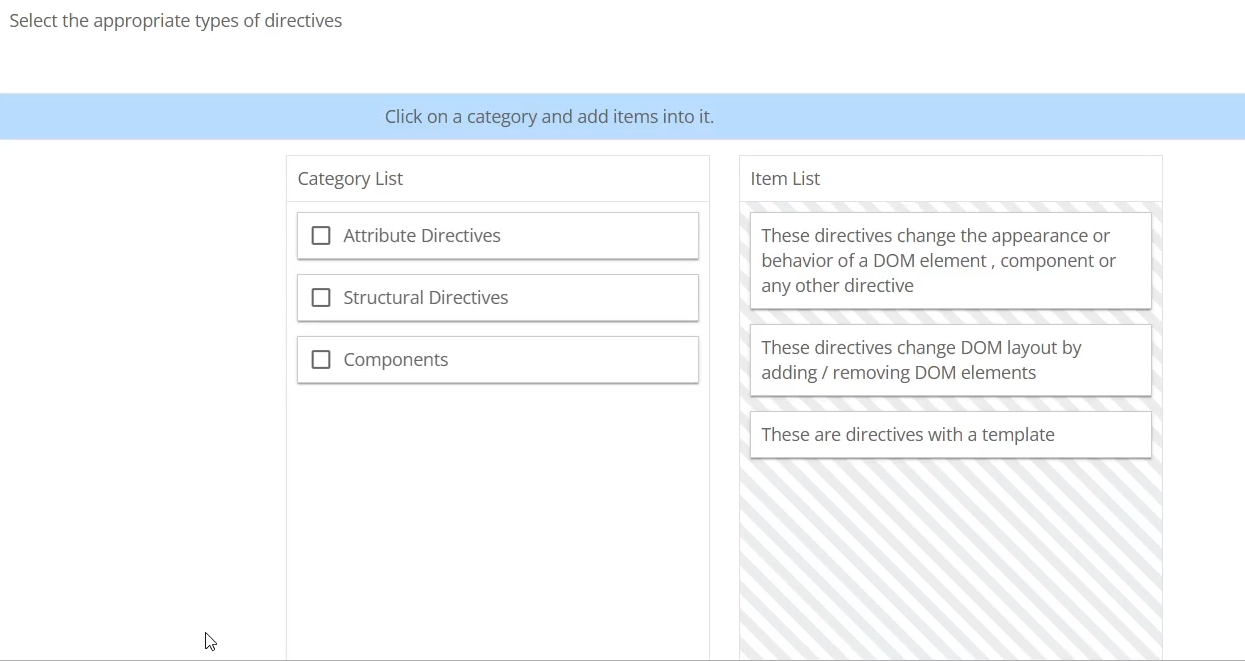 Select the appropriate types of directives
Click on a category and add items into it.
Category List
Attribute Directives
Structural Directives
Components
Item List
These directives change the appearance or
behavior of a DOM element , component or
any other directive
These directives change DOM layout by
adding / removing DOM elements
These are directives with a template